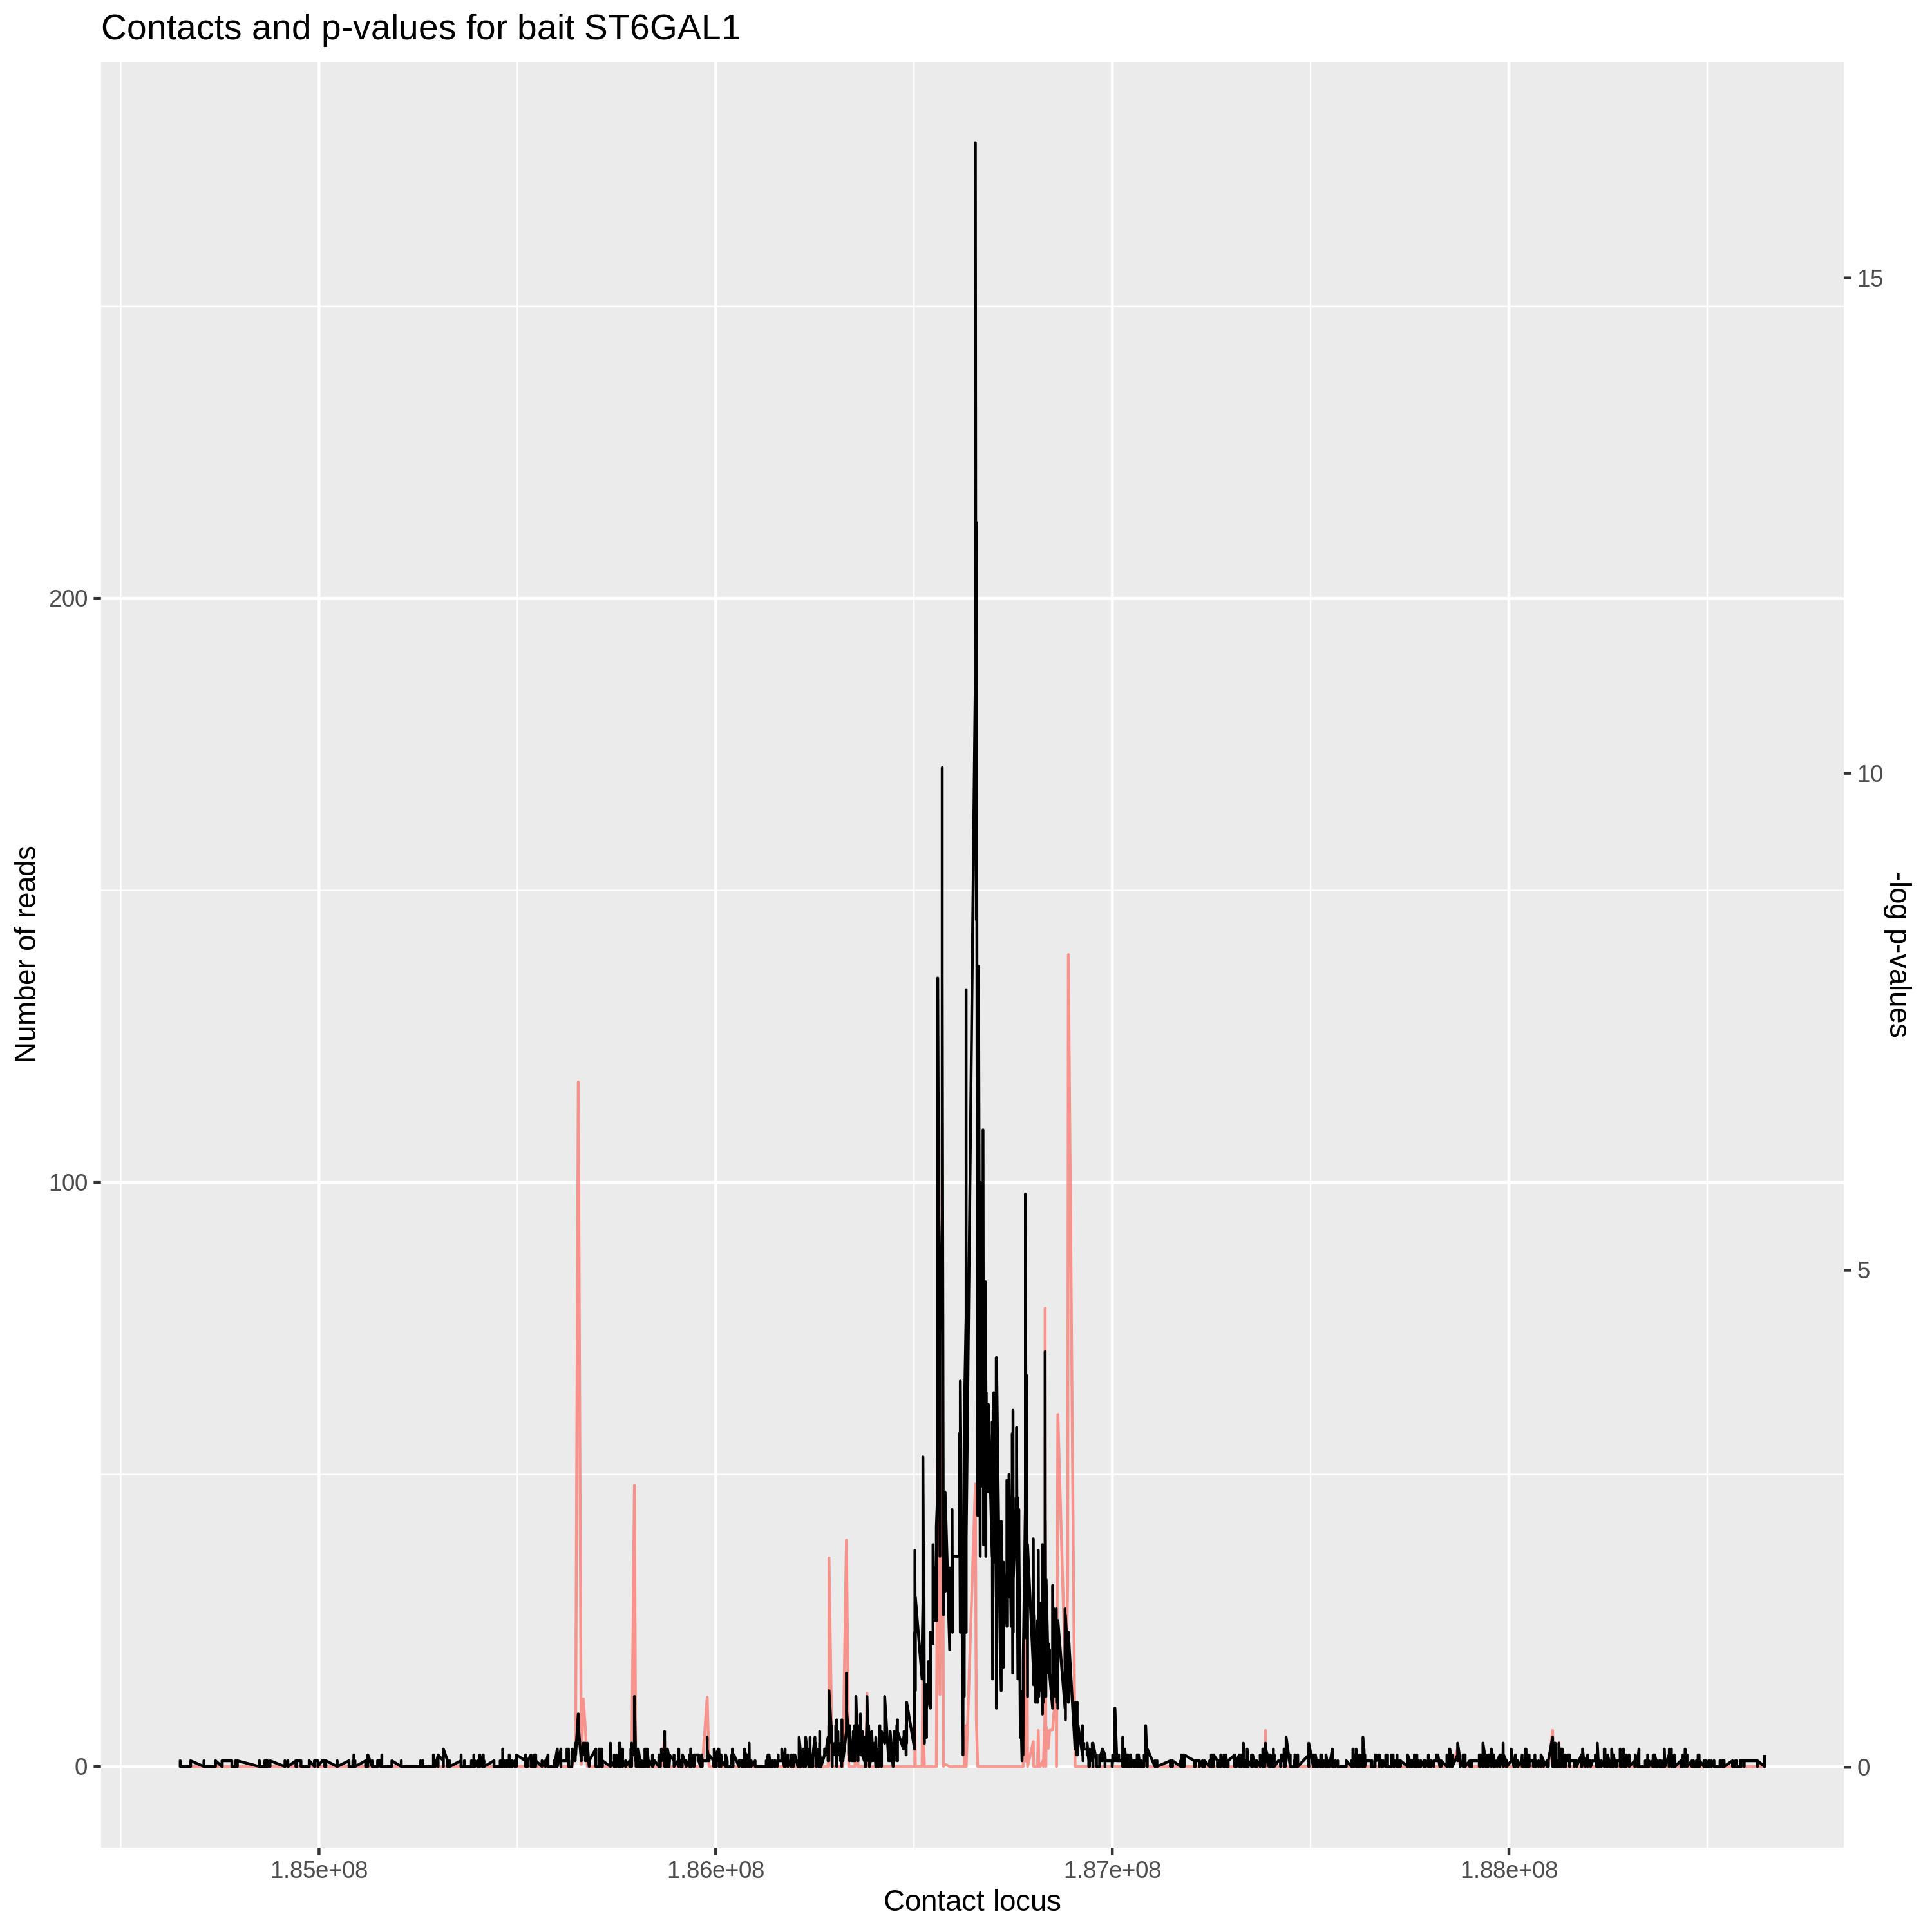 Contacts and p-values for bait ST6GAL1
Number of reads
200
100
0
15
10
5
0
-log p-values
1.85e+08
1.86e+08
1.87e+08
1.88e+08
Contact locus